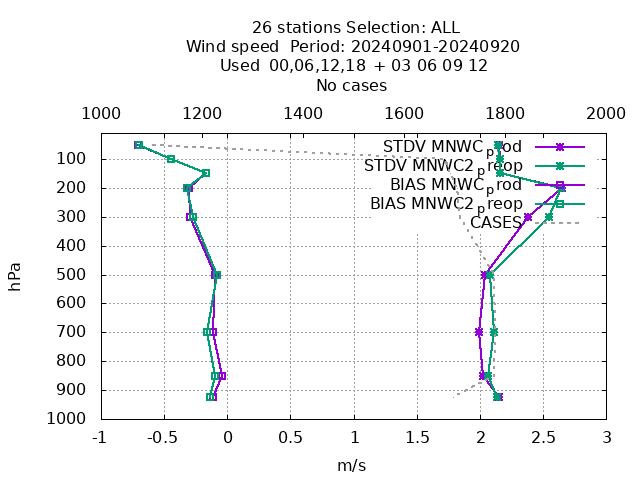 26 stations Selection: ALL
Wind speed  Period: 20240901-20240920
Used  00,06,12,18 + 03 06 09 12
No cases
1000 1200 1400 1600 1800 2000
STDV MNWC_prod
STDV MNWC2_preop
BIAS MNWC_prod
BIAS MNWC2_preop
CASES
100
200
300
400
500
600
700
800
900
1000
hPa
-1 -0.5 0 0.5 1 1.5 2 2.5 3
m/s